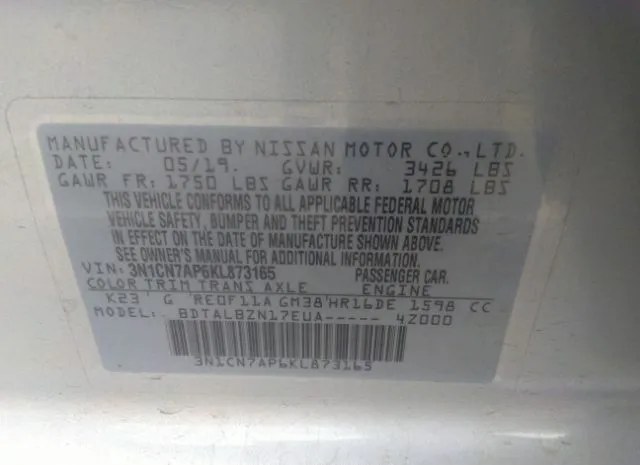 MANUFACTURED BY NISSAN MOTOR CO.,LTD.
DATE: 05/19. GVWR: 3426 LBS
GAWR FR: 1750 LBS GAWR RR: 1708 LBS
THIS VEHICLE CONFORMS TO ALL APPLICABLE FEDERAL MOTOR
VEHICLE SAFETY, BUMPER AND THEFT PREVENTION STANDARDS
IN EFFECT ON THE DATE OF MANUFACTURE SHOWN ABOVE.
SEE OWNER'S MANUAL FOR ADDITIONAL INFORMATION.
VIN: 3N1CN7AP6KL873165 PASSENGER CAR.
COLOR TRIM TRANS AXLE ENGINE
K23 G RE0F11A GM38 HR16DE 1598 CC
MODEL: BDTALBZN17EUA----- 4Z000
3N1CN7AP6KL873165